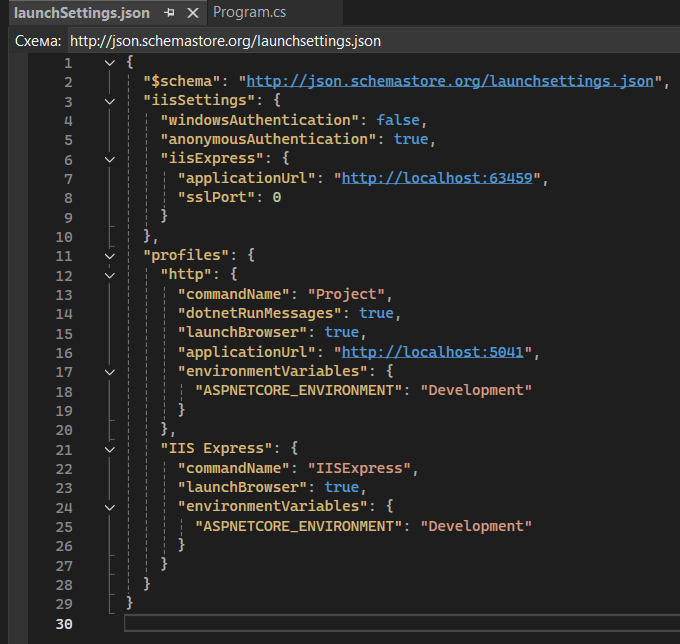 launchSettings.json
Program.cs
Схема: http://json.schemastore.org/launchsettings.json
1 {
2 "$schema": "http://json.schemastore.org/launchsettings.json",
3 "iisSettings": {
4 "windowsAuthentication": false,
5 "anonymousAuthentication": true,
6 "iisExpress": {
7 "applicationUrl": "http://localhost:63459",
8 "sslPort": 0
9 }
10 },
11 "profiles": {
12 "http": {
13 "commandName": "Project",
14 "dotnetRunMessages": true,
15 "launchBrowser": true,
16 "applicationUrl": "http://localhost:5041",
17 "environmentVariables": {
18 "ASPNETCORE_ENVIRONMENT": "Development"
19 }
20 },
21 "IIS Express": {
22 "commandName": "IISExpress",
23 "launchBrowser": true,
24 "environmentVariables": {
25 "ASPNETCORE_ENVIRONMENT": "Development"
26 }
27 }
28 }
29 }
30